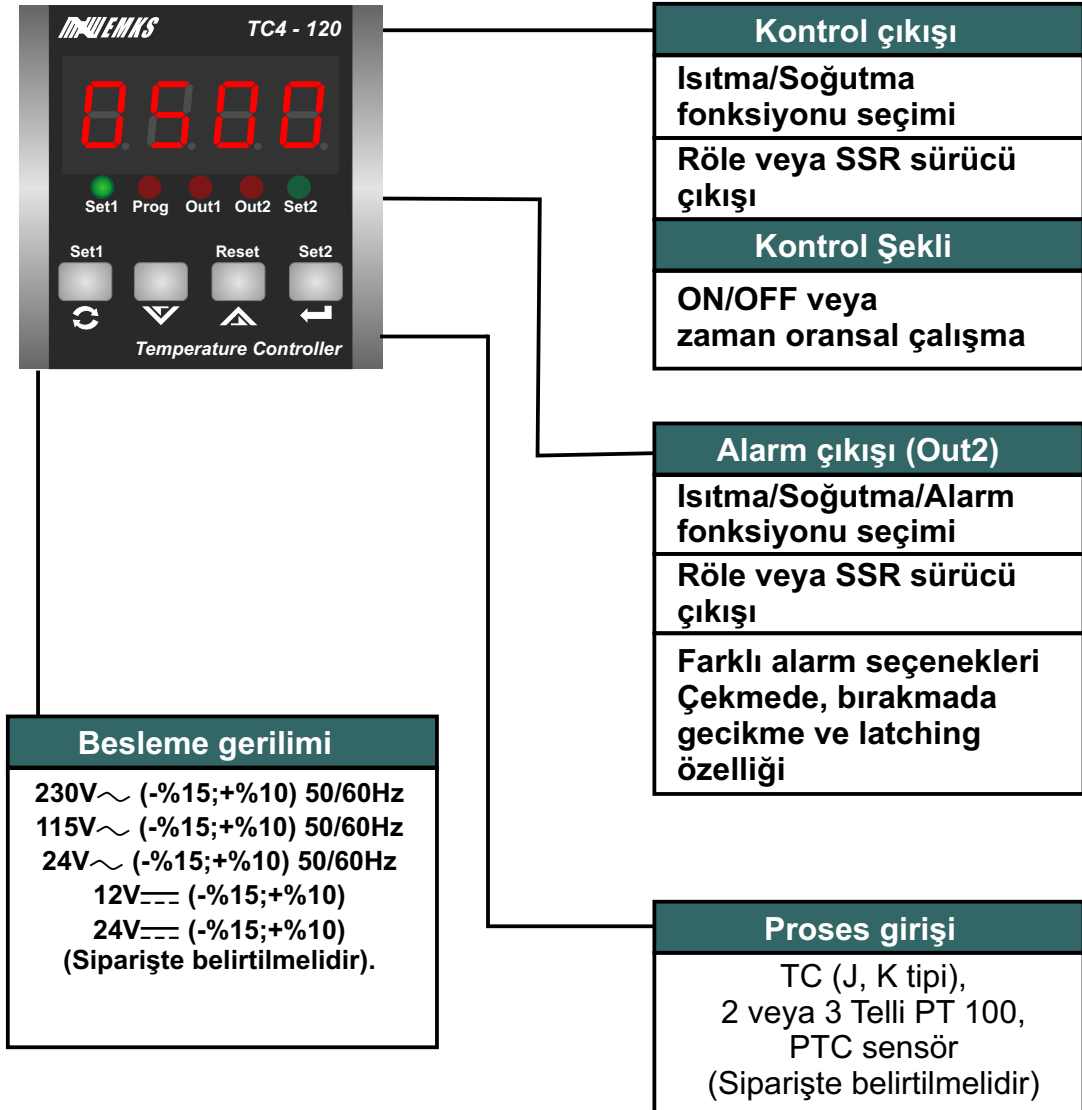 EMKS TC4 - 120
0500
Set1 Prog Out1 Out2 Set2
Set1 Reset Set2
Temperature Controller
Kontrol çıkışı
Isıtma/Soğutma
fonksiyonu seçimi
Röle veya SSR sürücü
çıkışı
Kontrol Şekli
ON/OFF veya
zaman oransal çalışma
Alarm çıkışı (Out2)
Isıtma/Soğutma/Alarm
fonksiyonu seçimi
Röle veya SSR sürücü
çıkışı
Farklı alarm seçenekleri
Çekmede, bırakmada
gecikme ve latching
özelliği
Besleme gerilimi
230V～ (-%15;+%10) 50/60Hz
115V～ (-%15;+%10) 50/60Hz
24V～ (-%15;+%10) 50/60Hz
12V⎓ (-%15;+%10)
24V⎓ (-%15;+%10)
(Siparişte belirtilmelidir).
Proses girişi
TC (J, K tipi),
2 veya 3 Telli PT 100,
PTC sensör
(Siparişte belirtilmelidir)